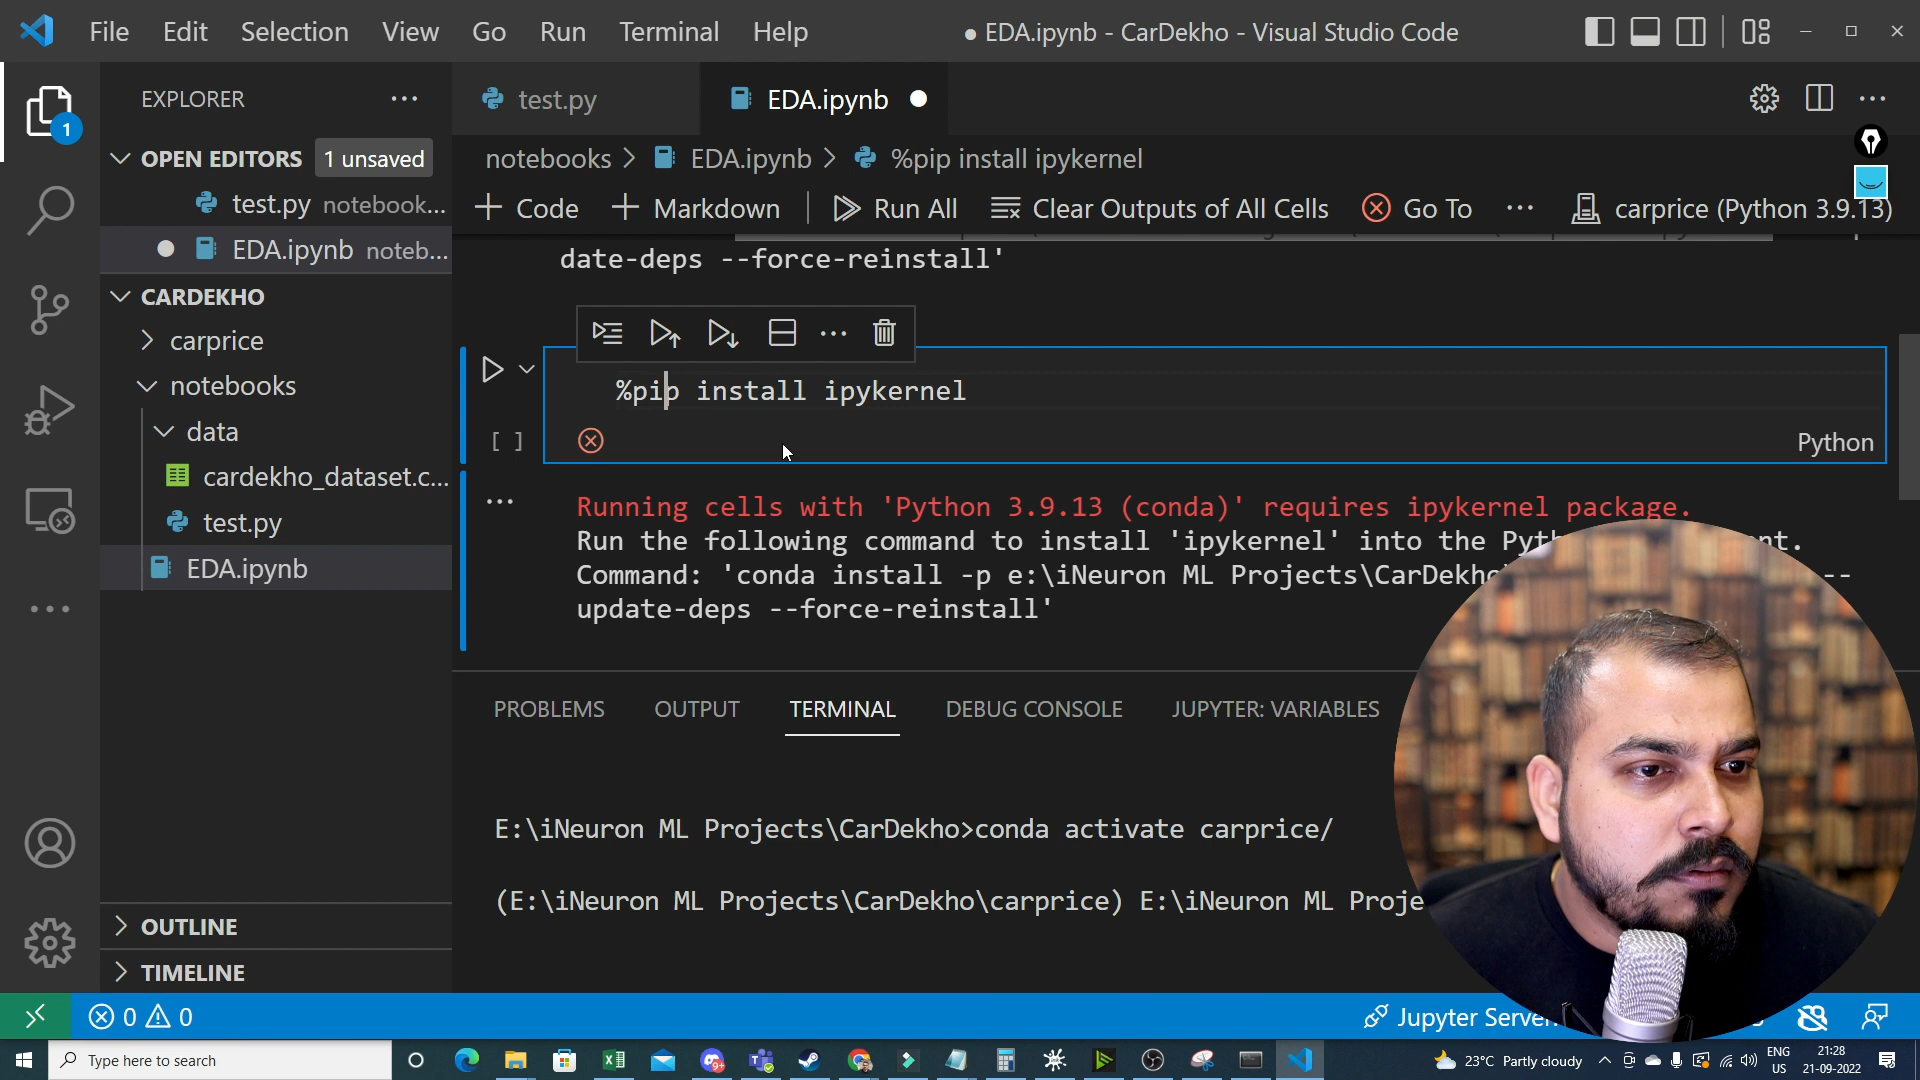 File Edit Selection View Go Run Terminal Help
● EDA.ipynb - CarDekho - Visual Studio Code
EXPLORER
test.py
EDA.ipynb
OPEN EDITORS 1 unsaved
notebooks > EDA.ipynb > %pip install ipykernel
test.py notebook...
Code Markdown Run All Clear Outputs of All Cells Go To ... carprice (Python 3.9.13)
EDA.ipynb noteb...
date-deps --force-reinstall'
CARDEKHO
carprice
notebooks
data
cardekho_dataset.c...
test.py
EDA.ipynb
%pip install ipykernel
[ ]
Python
Running cells with 'Python 3.9.13 (conda)' requires ipykernel package.
Run the following command to install 'ipykernel' into the
Command: 'conda install -p e:\iNeuron ML --
update-deps --force-reinstall'
PROBLEMS OUTPUT TERMINAL DEBUG CONSOLE JUPYTER: VARIABLES
E:\iNeuron ML Projects\CarDekho>conda activate carprice/
(E:\iNeuron ML Projects\CarDekho\carprice) E:\iNeuron ML Proje
OUTLINE
TIMELINE
1
0 0
Jupyter Server
Type here to search
9+
23°C Partly cloudy
ENG
US
21:28
21-09-2022